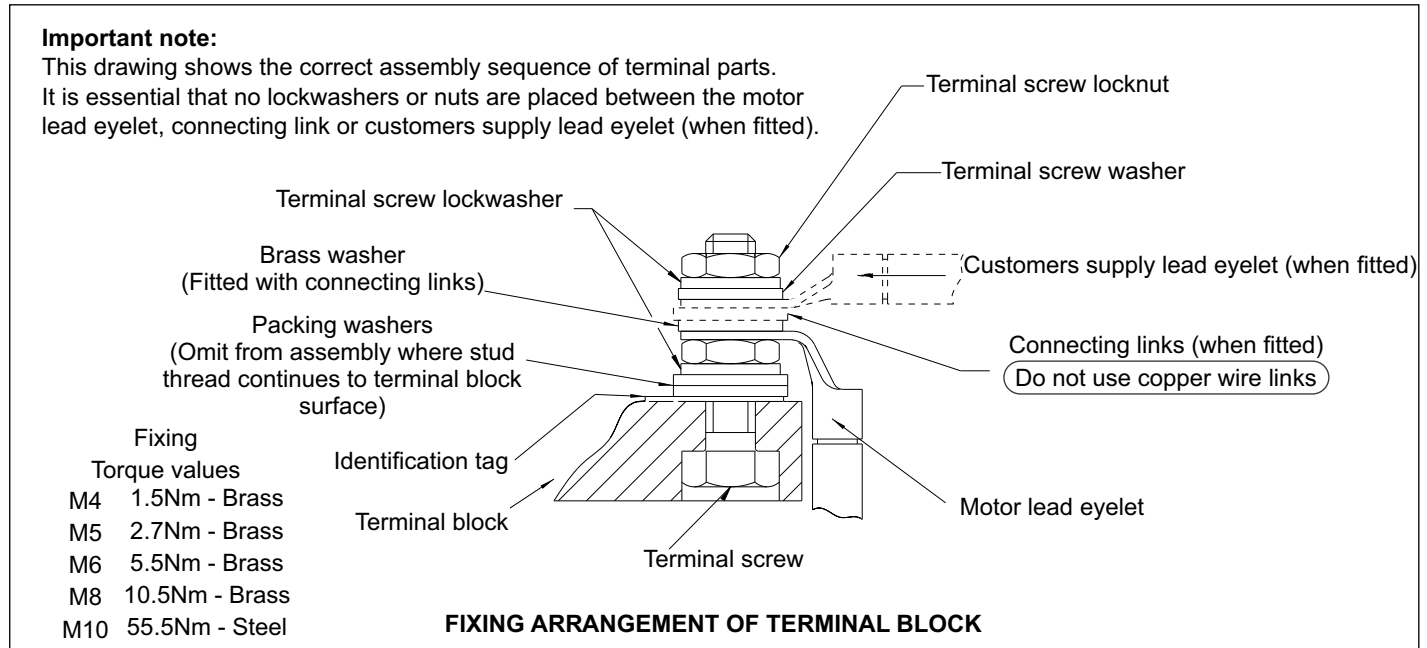 Important note:
This drawing shows the correct assembly sequence of terminal parts.
It is essential that no lockwashers or nuts are placed between the motor
lead eyelet, connecting link or customers supply lead eyelet (when fitted).
Terminal screw locknut
Terminal screw washer
Terminal screw lockwasher
Brass washer
(Fitted with connecting links)
Customers supply lead eyelet (when fitted)
Packing washers
(Omit from assembly where stud
thread continues to terminal block
surface)
Connecting links (when fitted)
Do not use copper wire links
Identification tag
Terminal block
Terminal screw
Motor lead eyelet
Fixing
Torque values
M4 1.5Nm - Brass
M5 2.7Nm - Brass
M6 5.5Nm - Brass
M8 10.5Nm - Brass
M10 55.5Nm - Steel
FIXING ARRANGEMENT OF TERMINAL BLOCK